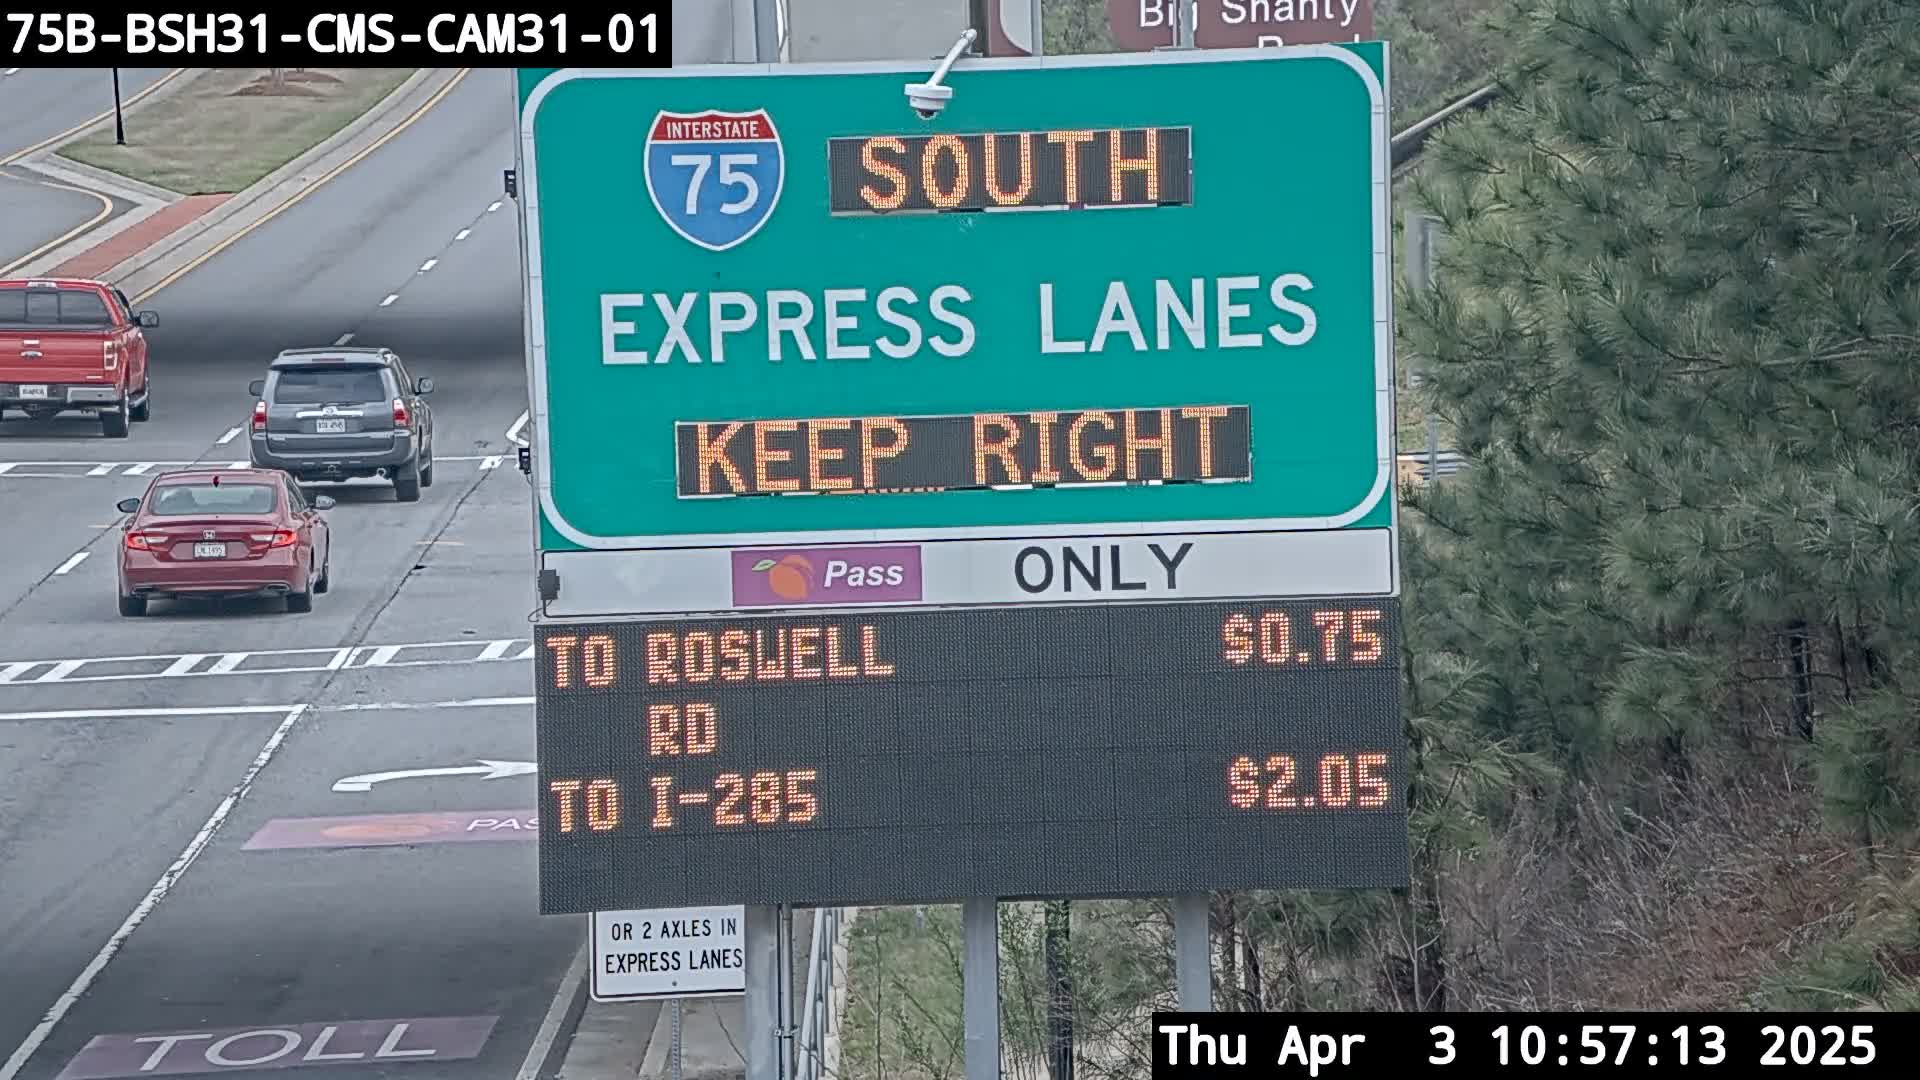 75B-BSH31-CMS-CAM31-01
Big Shanty
INTERSTATE
75
SOUTH
EXPRESS LANES
KEEP RIGHT
Pass ONLY
TO ROSWELL $0.75
RD
TO I-285 $2.05
OR 2 AXLES IN
EXPRESS LANES
TOLL
Thu Apr 3 10:57:13 2025